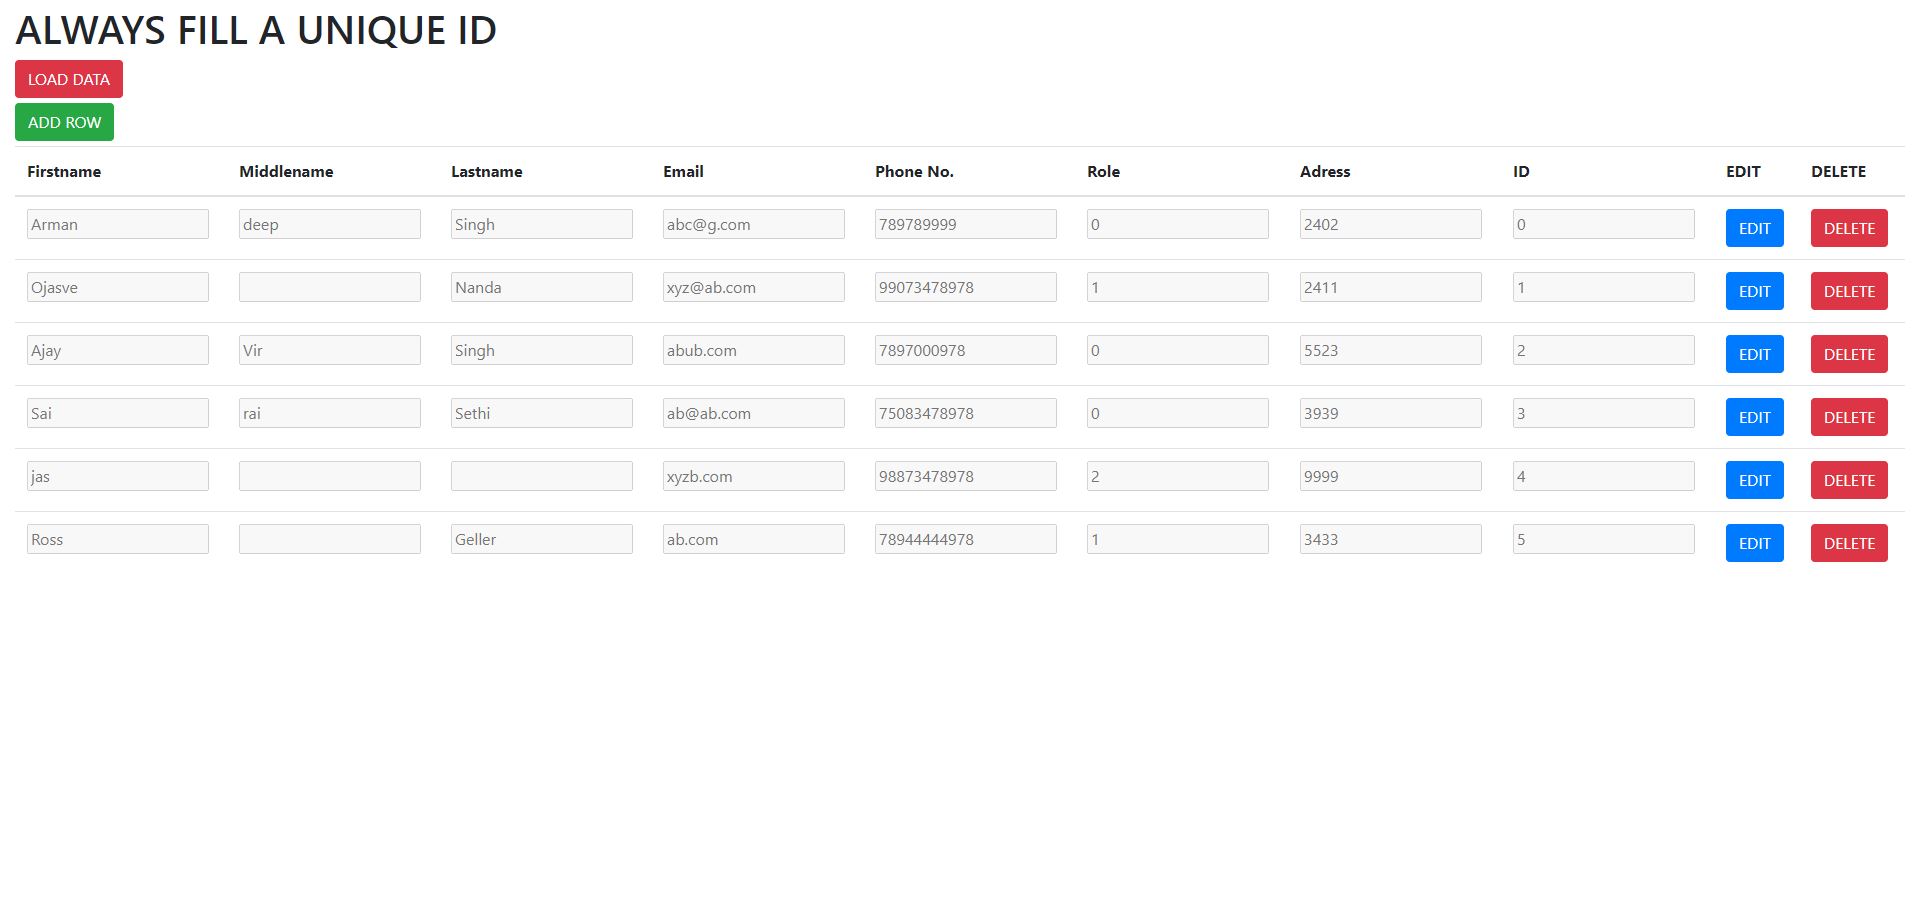 ALWAYS FILL A UNIQUE ID
LOAD DATA
ADD ROW
Firstname Middlename Lastname Email Phone No. Role Adress ID EDIT DELETE
Arman deep Singh abc@g.com 789789999 0 2402 0 EDIT DELETE
Ojasve Nanda xyz@ab.com 99073478978 1 2411 1 EDIT DELETE
Ajay Vir Singh abub.com 7897000978 0 5523 2 EDIT DELETE
Sai rai Sethi ab@ab.com 75083478978 0 3939 3 EDIT DELETE
jas xyzb.com 98873478978 2 9999 4 EDIT DELETE
Ross Geller ab.com 78944444978 1 3433 5 EDIT DELETE